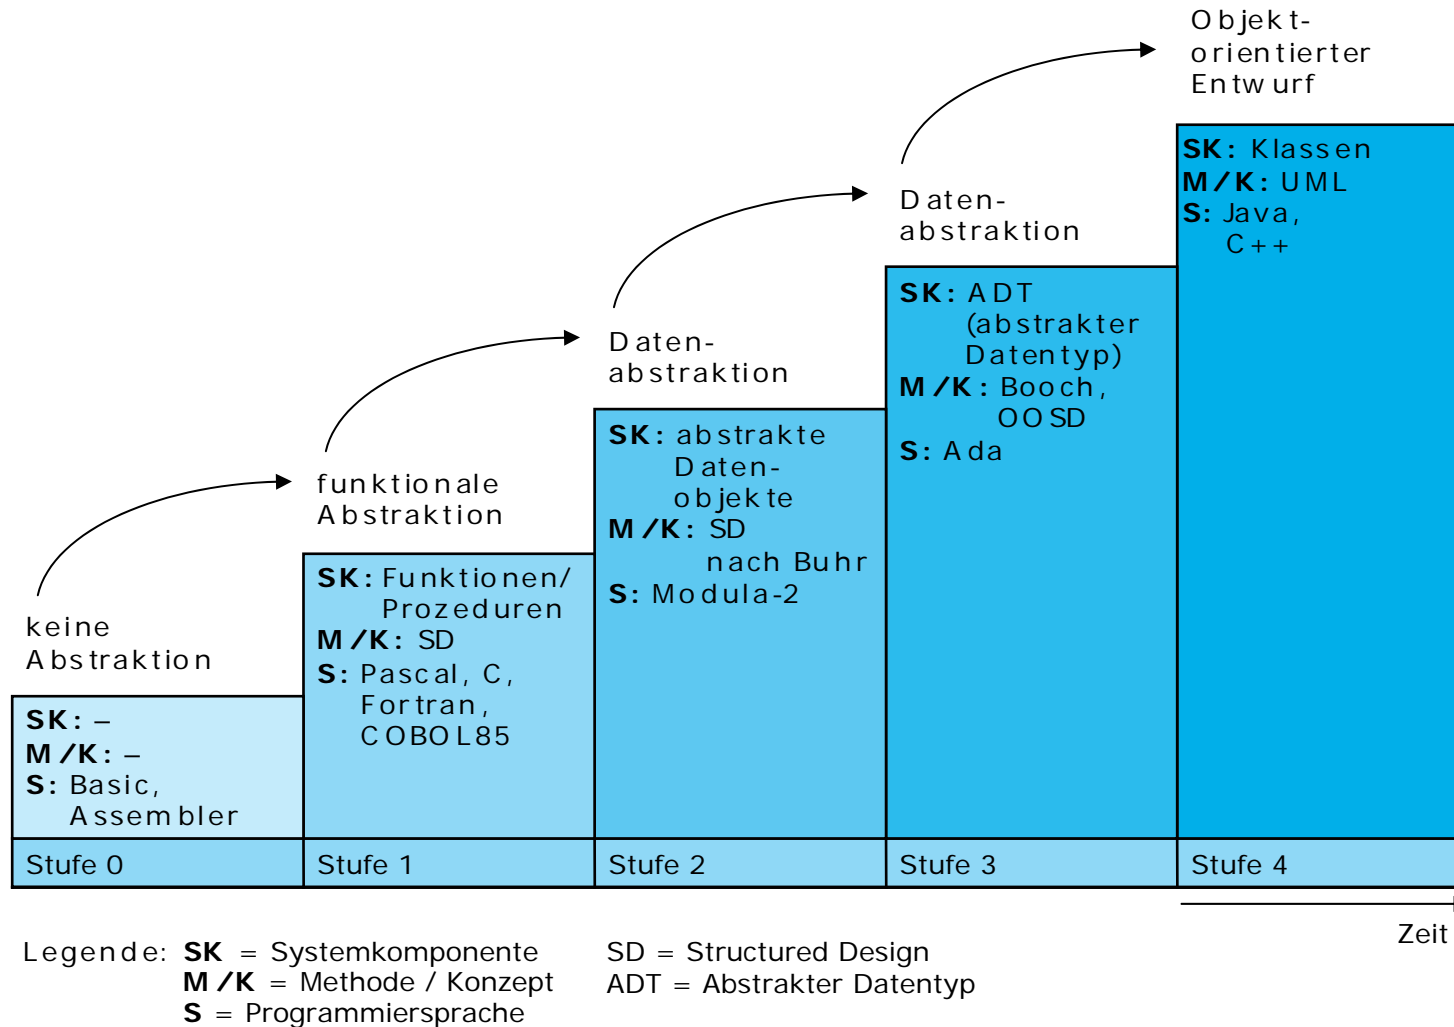 keine
Abstraktion
SK: –
M/K: –
S: Basic,
Assembler
Stufe 0
funktionale
Abstraktion
SK: Funktionen/
Prozeduren
M/K: SD
S: Pascal, C,
Fortran,
COBOL85
Stufe 1
Daten-
abstraktion
SK: abstrakte
Daten-
objekte
M/K: SD
nach Buhr
S: Modula-2
Stufe 2
Daten-
abstraktion
SK: ADT
(abstrakter
Datentyp)
M/K: Booch,
OOSD
S: Ada
Stufe 3
Objekt-
orientierter
Entwurf
SK: Klassen
M/K: UML
S: Java,
C++
Stufe 4
Zeit
Legende: SK = Systemkomponente
M/K = Methode / Konzept
S = Programmiersprache
SD = Structured Design
ADT = Abstrakter Datentyp